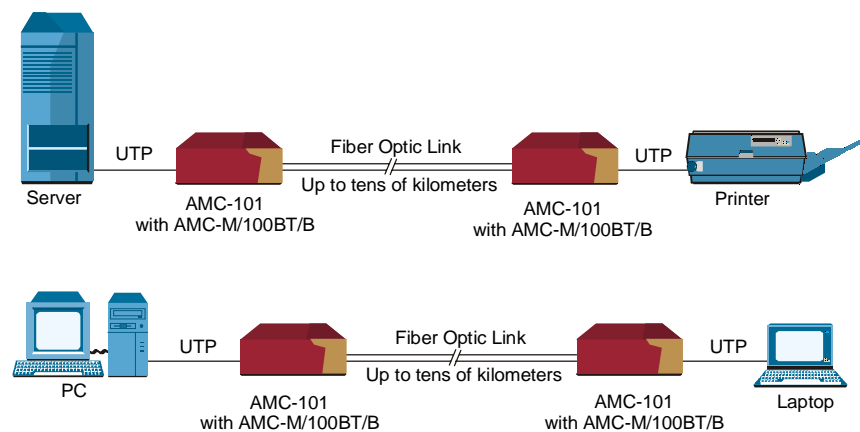 UTP
Fiber Optic Link
UTP
Up to tens of kilometers
Server
Printer
AMC-101
with AMC-M/100BT/B
AMC-101
with AMC-M/100BT/B
UTP
Fiber Optic Link
UTP
Up to tens of kilometers
PC
Laptop
AMC-101
with AMC-M/100BT/B
AMC-101
with AMC-M/100BT/B